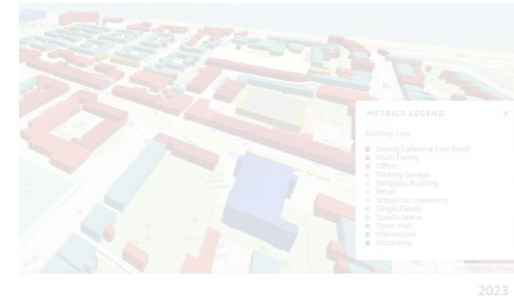 METRICS LEGEND ×
Building type
Dining Cafeteria Fast Food
Multi Family
Office
Parking Garage
Religious Building
Retail
School Or University
Single Family
Sports Arena
Town Hall
Warehouse
Workshop
2023